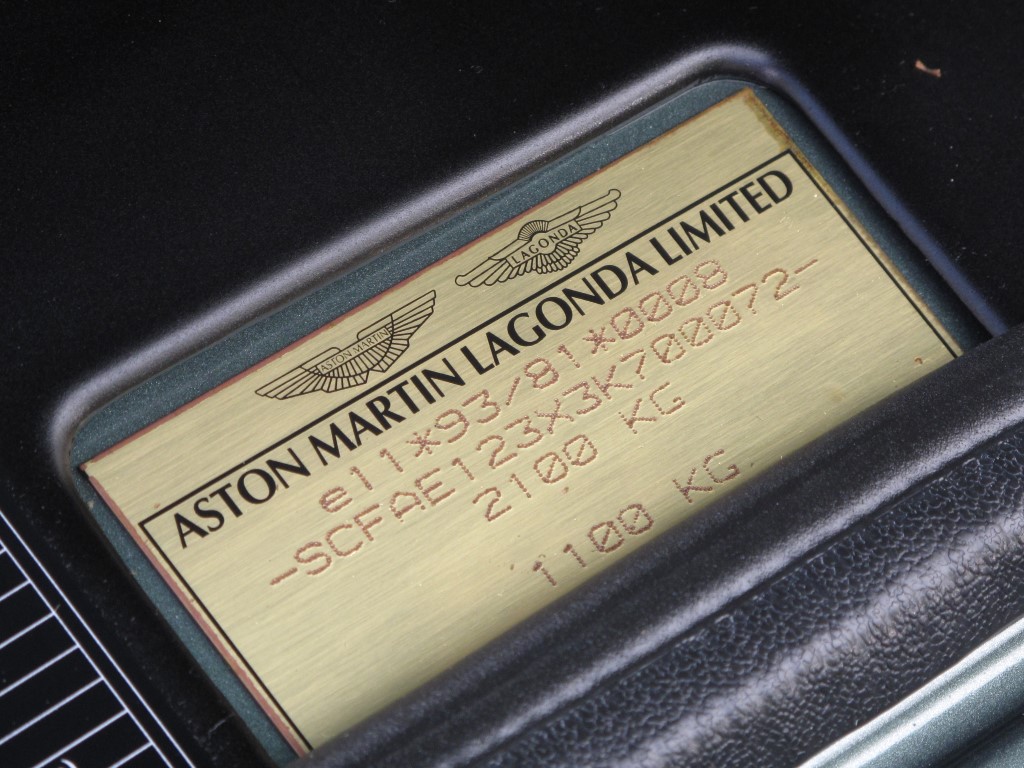 ASTON MARTIN
LAGONDA
ASTON MARTIN LAGONDA LIMITED
e11*93/81*0008
-SCFAE123X3K700072-
2100 KG
1100 KG